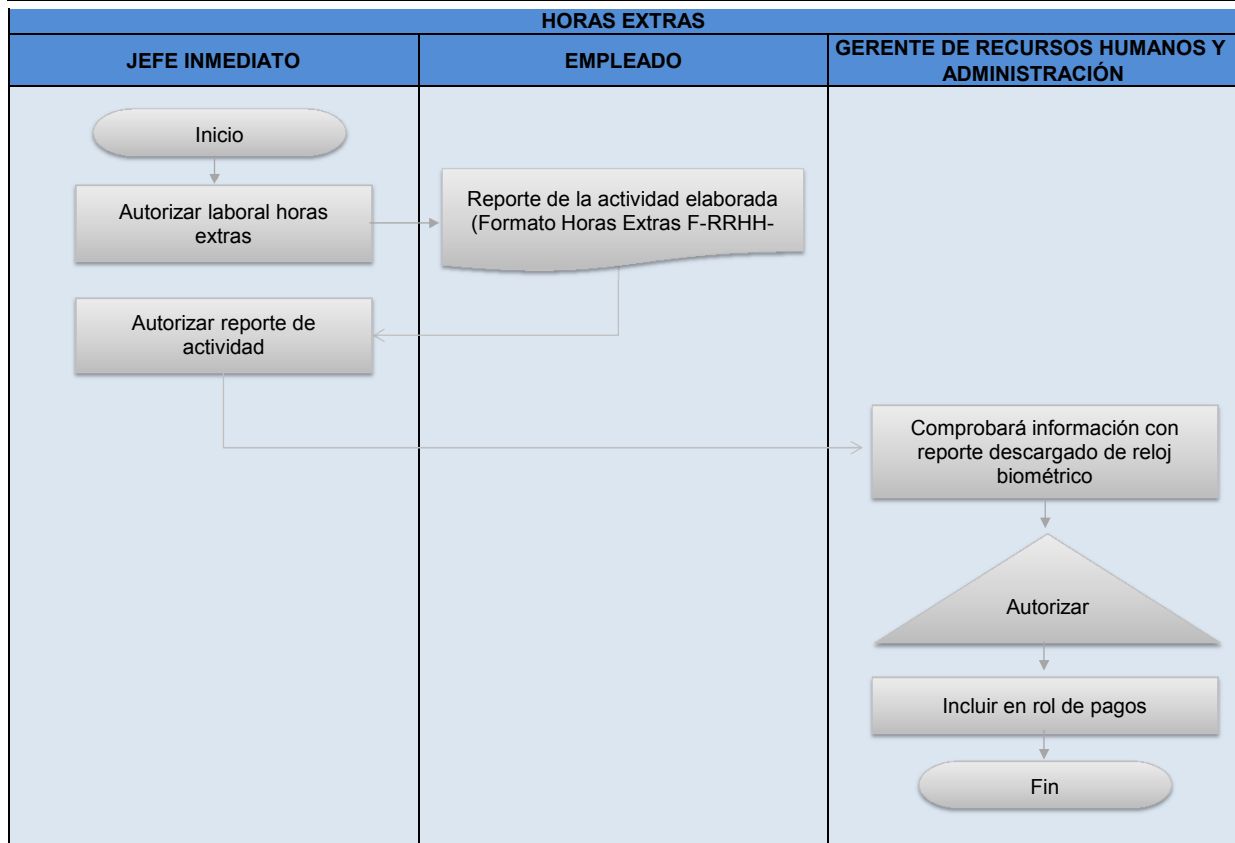 HORAS EXTRAS
JEFE INMEDIATO
EMPLEADO
GERENTE DE RECURSOS HUMANOS Y
ADMINISTRACIÓN
Inicio
Autorizar laboral horas
extras
Reporte de la actividad elaborada
(Formato Horas Extras F-RRHH-
Autorizar reporte de
actividad
Comprobará información con
reporte descargado de reloj
biométrico
Autorizar
Incluir en rol de pagos
Fin